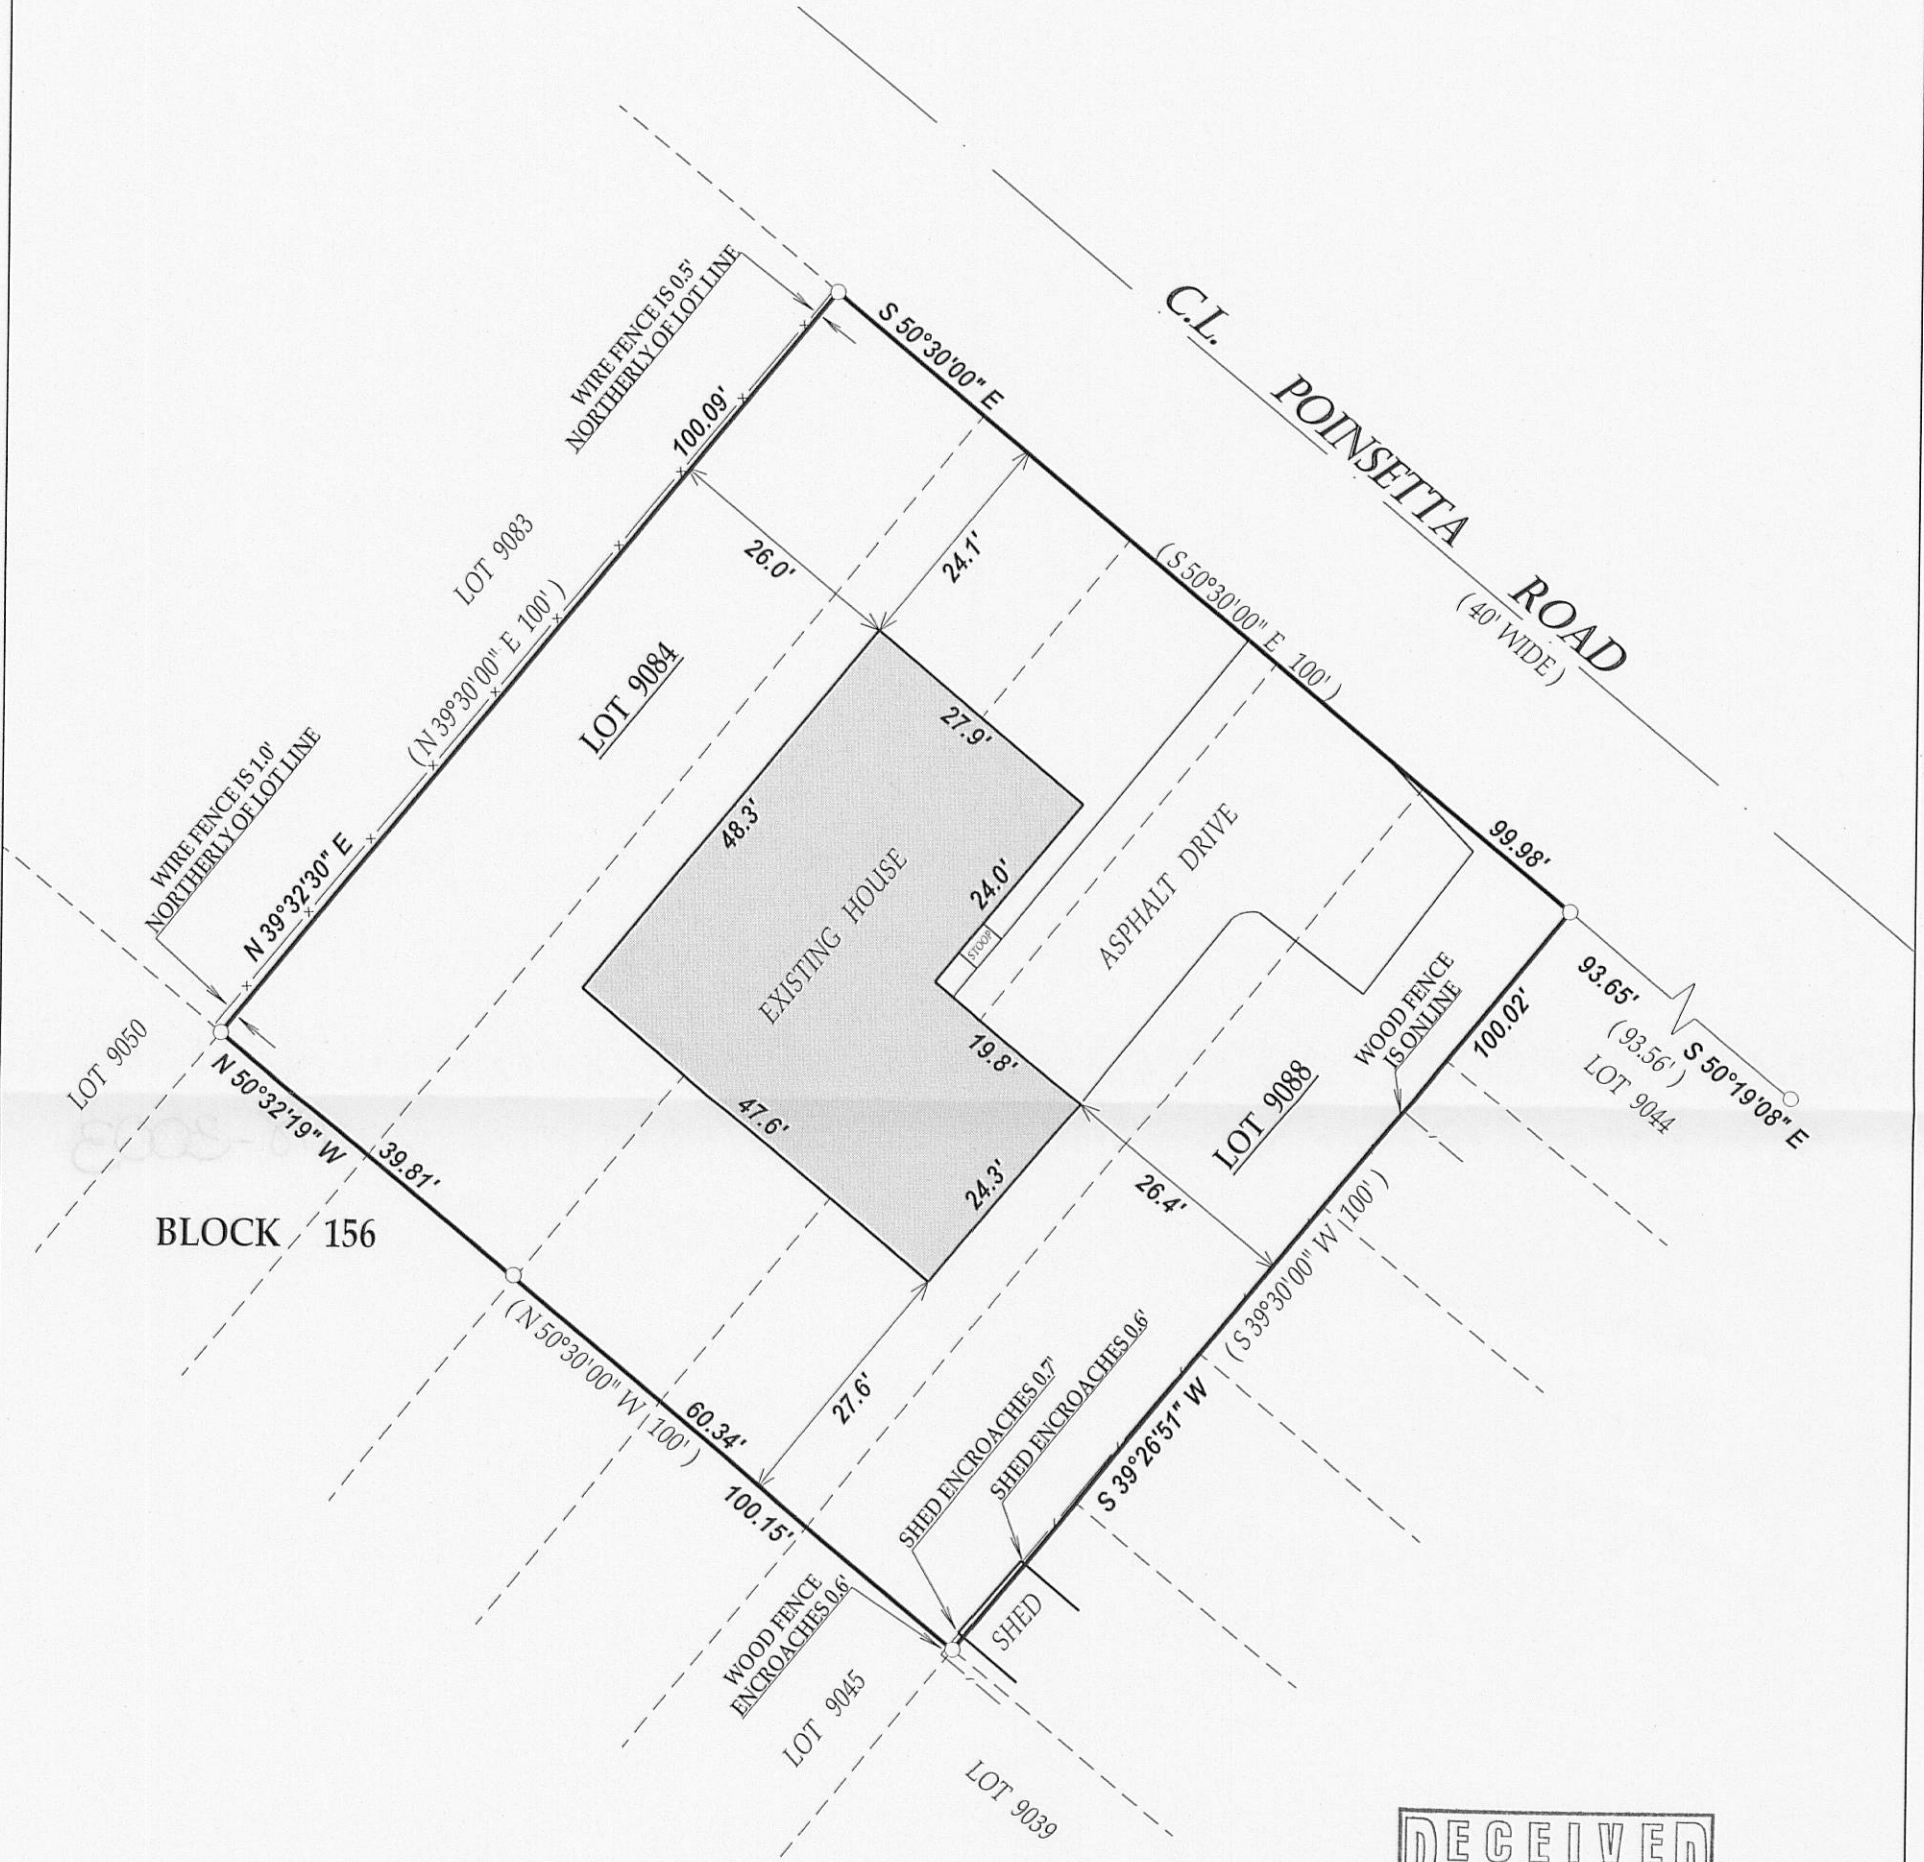 C.L. POINSETTA ROAD
( 40' WIDE )
WIRE FENCE IS 0.5'
NORTHERLY OF LOT LINE
S 50°30'00" E
100.09'
26.0'
24.1'
( S 50°30'00" E 100' )
LOT 9083
( N 39°30'00" E 100' )
LOT 9084
27.9'
WIRE FENCE IS 1.0'
NORTHERLY OF LOT LINE
N 39°32'30" E
48.3'
24.0'
EXISTING HOUSE
STOOP
ASPHALT DRIVE
99.98'
93.65'
( 93.56' )
S 50°19'08" E
LOT 9044
100.02'
WOOD FENCE
IS ONLINE
LOT 9050
N 50°32'19" W
39.81'
19.8'
47.6'
24.3'
LOT 9088
26.4'
BLOCK 156
( N 50°30'00" W 100' )
60.34'
100.15'
27.6'
( S 39°30'00" W 100' )
S 39°26'51" W
SHED ENCROACHES 0.7'
SHED ENCROACHES 0.6'
WOOD FENCE
ENCROACHES 0.6'
SHED
LOT 9045
LOT 9039